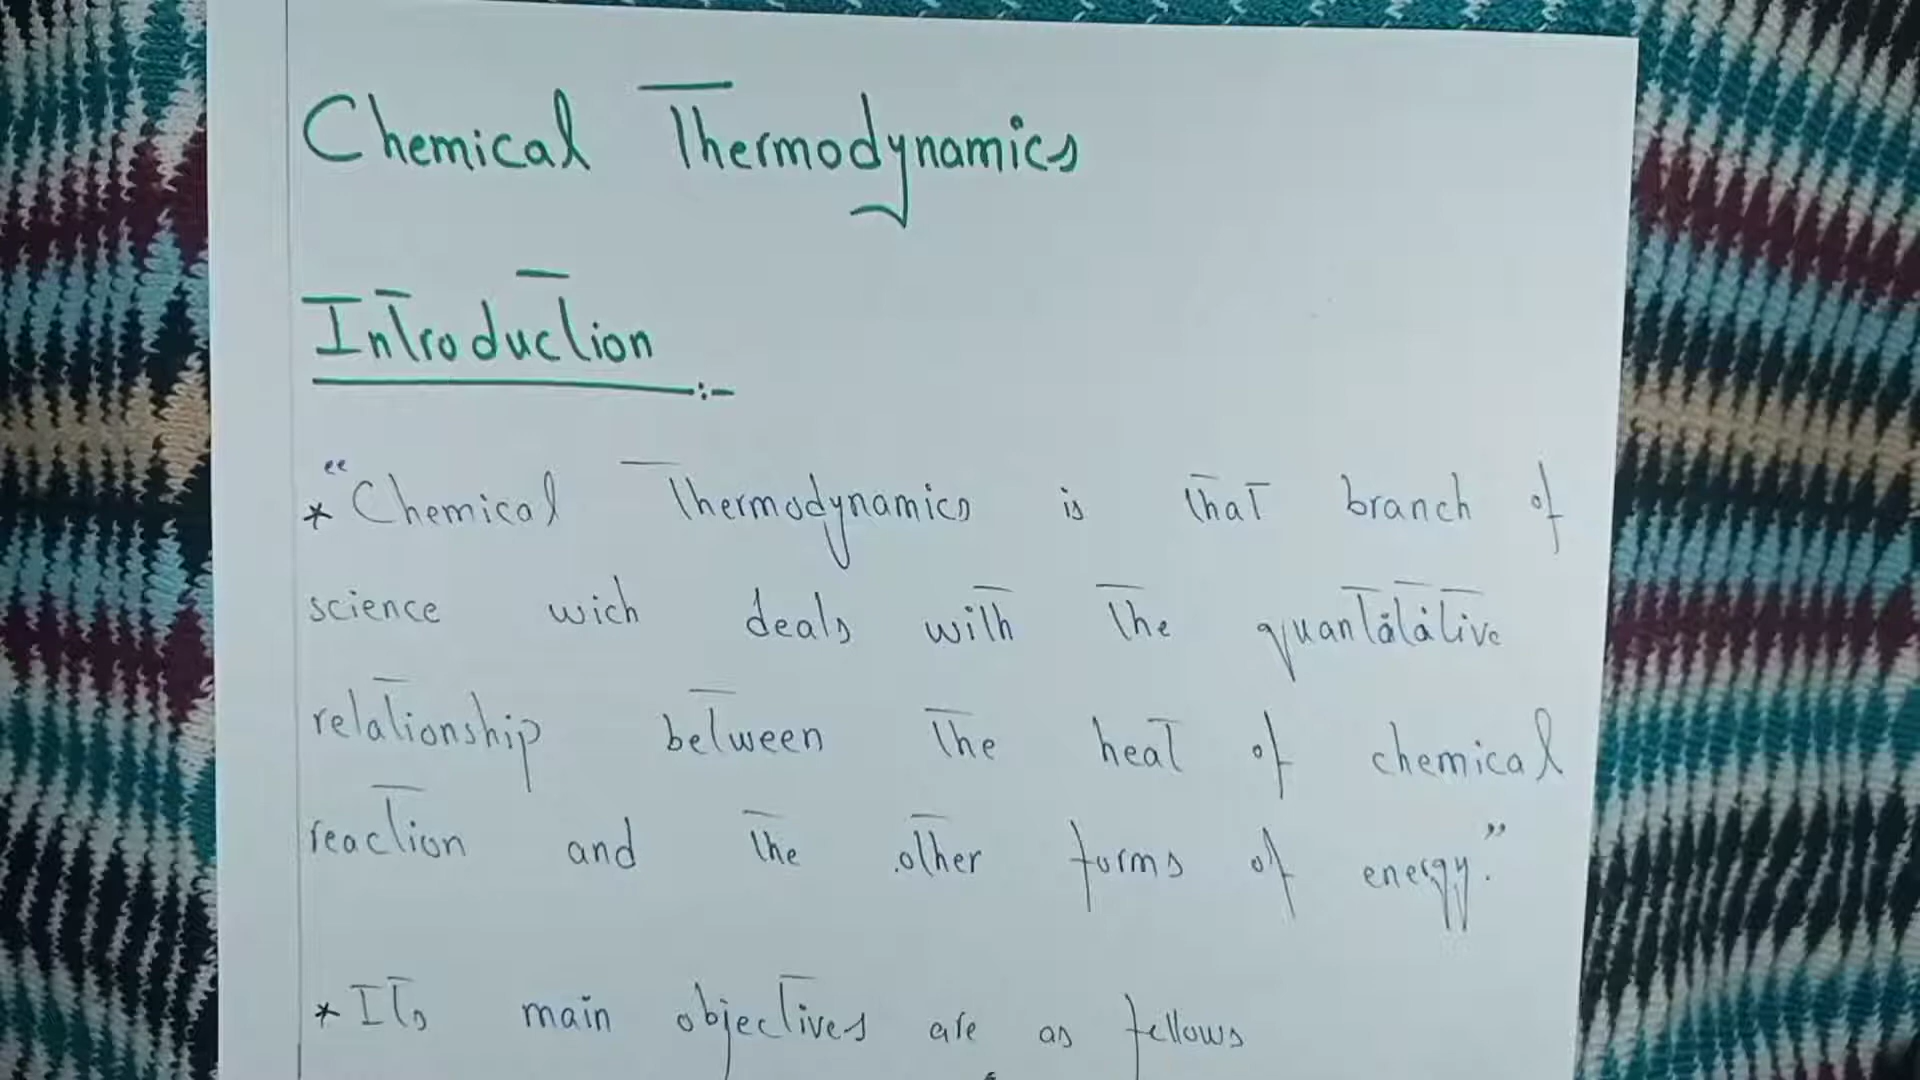 Chemical Thermodynamics
Introduction :-
* "Chemical Thermodynamics is that branch of
science wich deals with the quantatative
relationship between the heat of chemical
reaction and the other forms of energy."
* Its main objectives are as fellows